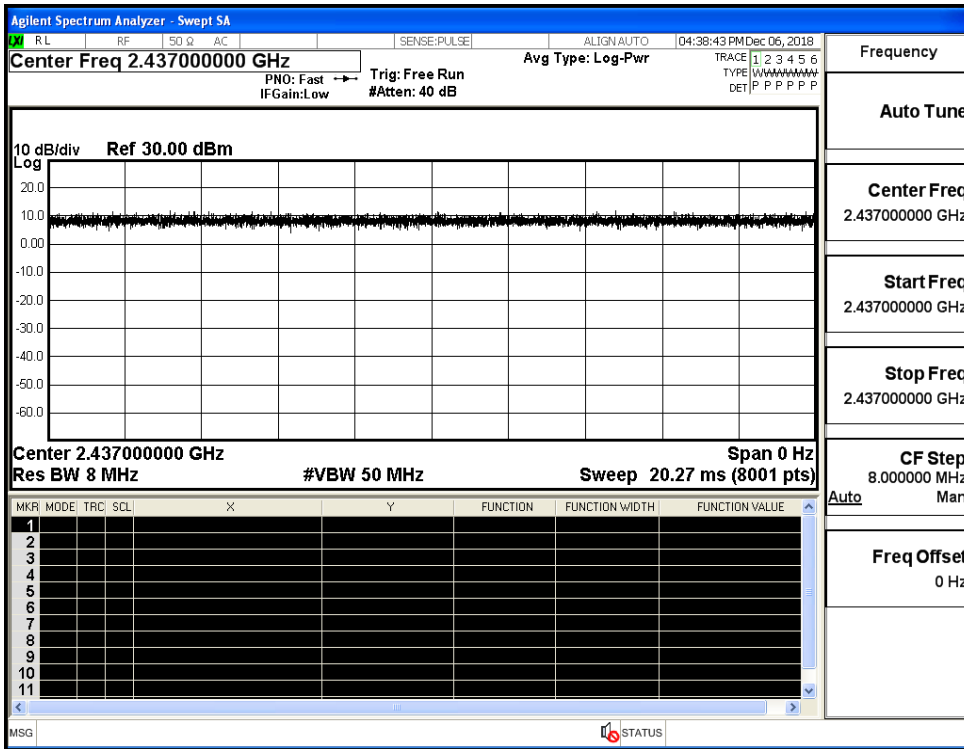 Agilent Spectrum Analyzer - Swept SA
LXI RL RF 50 Ω AC SENSE:PULSE ALIGN AUTO 04:38:43 PM Dec 06, 2018
Center Freq 2.437000000 GHz
PNO: Fast
IFGain:Low
Trig: Free Run
#Atten: 40 dB
Avg Type: Log-Pwr
TRACE 1 2 3 4 5 6
TYPE WWWWWW
DET P P P P P P
10 dB/div Ref 30.00 dBm
Log
20.0
10.0
0.00
-10.0
-20.0
-30.0
-40.0
-50.0
-60.0
Center 2.437000000 GHz Span 0 Hz
Res BW 8 MHz #VBW 50 MHz Sweep 20.27 ms (8001 pts)
MKR MODE TRC SCL X Y FUNCTION FUNCTION WIDTH FUNCTION VALUE
1
2
3
4
5
6
7
8
9
10
11
MSG STATUS
Frequency
Auto Tune
Center Freq
2.437000000 GHz
Start Freq
2.437000000 GHz
Stop Freq
2.437000000 GHz
CF Step
8.000000 MHz
Auto Man
Freq Offset
0 Hz